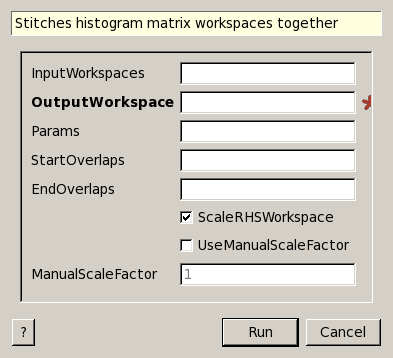 Stitches histogram matrix workspaces together
InputWorkspaces
OutputWorkspace
Params
StartOverlaps
EndOverlaps
ScaleRHSWorkspace
UseManualScaleFactor
ManualScaleFactor 1
? Run Cancel